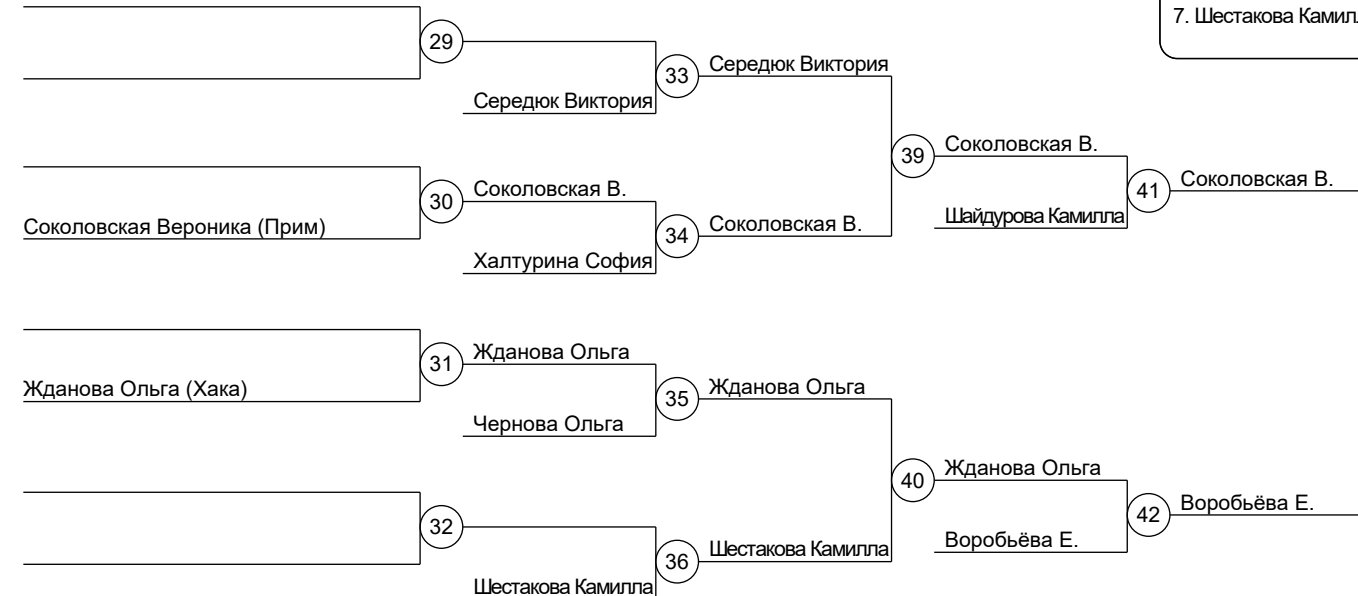 7. Шестакова Камил
29
Середюк Виктория
33
Середюк Виктория
39
Соколовская В.
41
Соколовская В.
30
Соколовская В.
Соколовская Вероника (Прим)
34
Соколовская В.
Шайдурова Камилла
Халтурина София
31
Жданова Ольга
Жданова Ольга (Хака)
35
Жданова Ольга
Чернова Ольга
40
Жданова Ольга
42
Воробьёва Е.
32
Воробьёва Е.
36
Шестакова Камилла
Шестакова Камилла